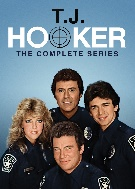 T.J.
HOOKER
THE COMPLETE SERIES